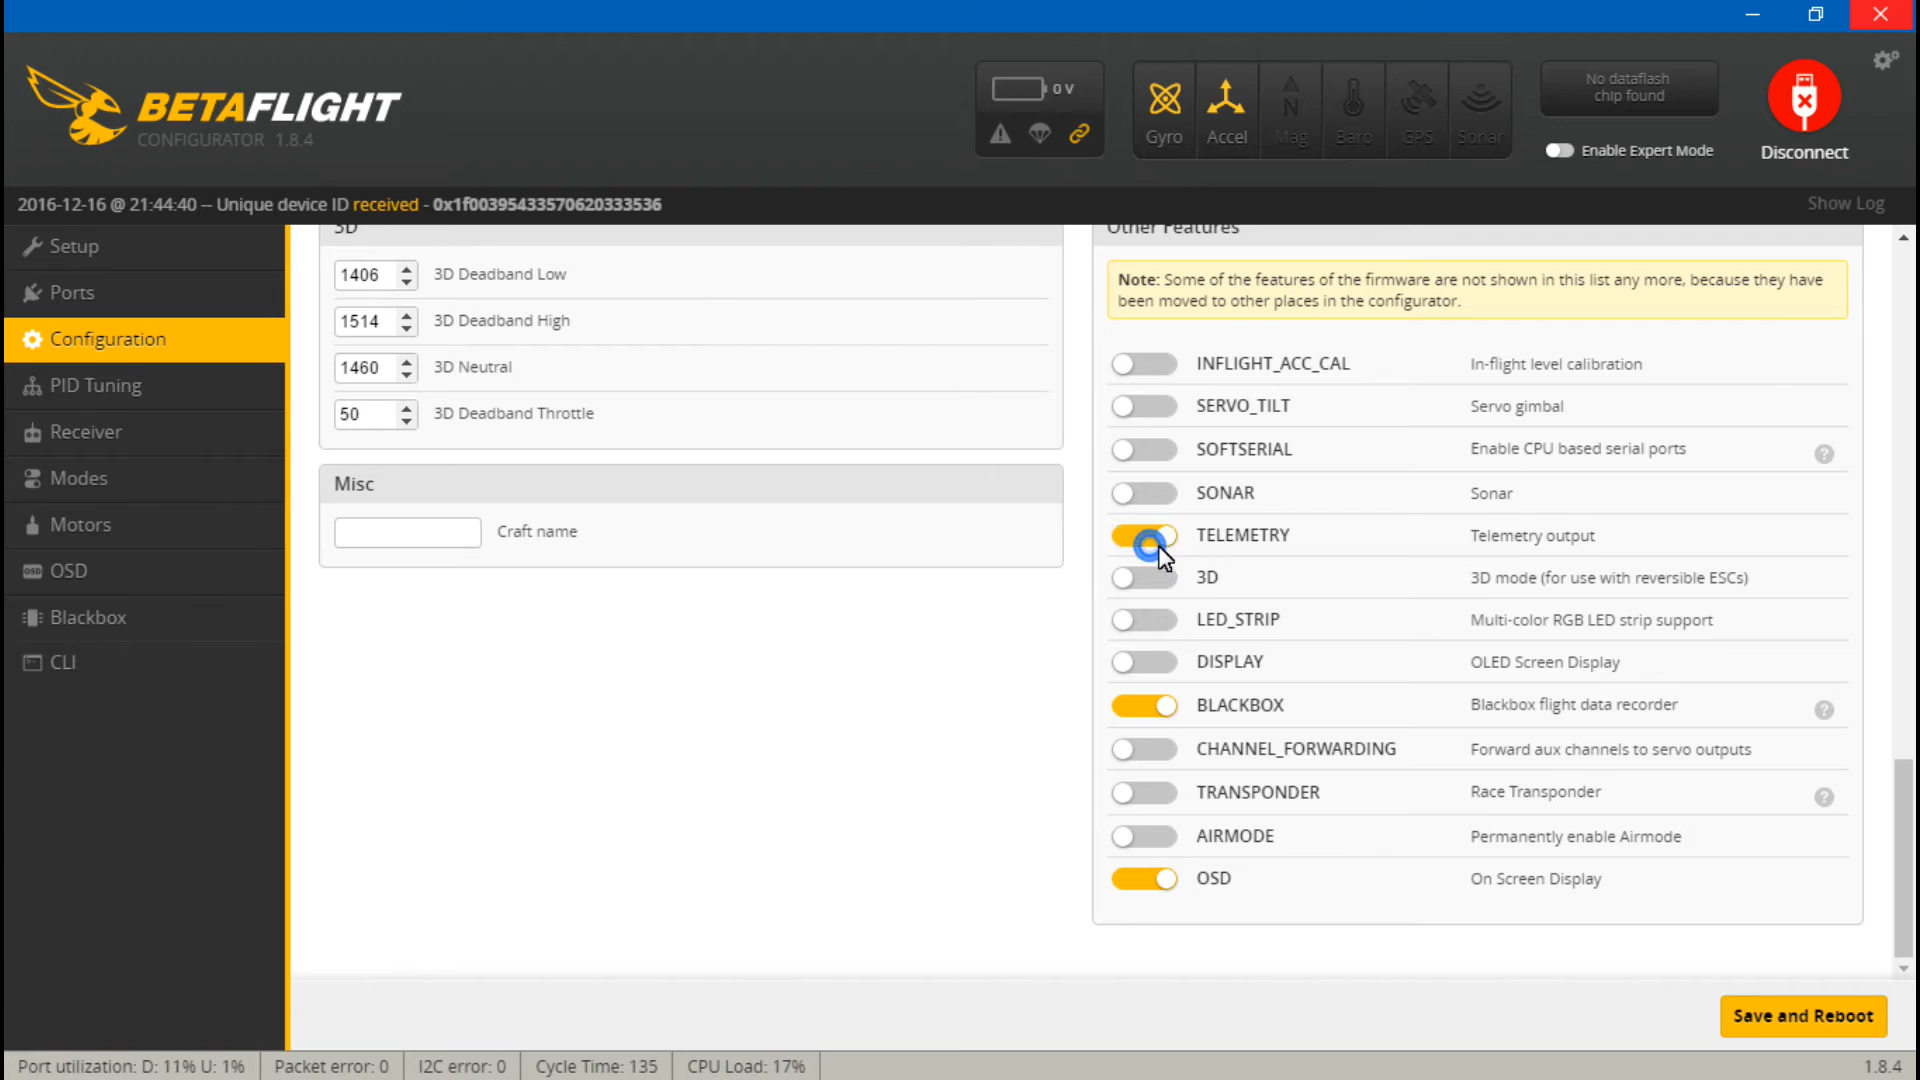 BETAFLIGHT
CONFIGURATOR 1.8.4
0 V
Gyro Accel Mag Baro GPS Sonar
No dataflash
chip found
Enable Expert Mode
Disconnect
2016-12-16 @ 21:44:40 -- Unique device ID received - 0x1f00395433570620333536
Show Log
Setup
Ports
Configuration
PID Tuning
Receiver
Modes
Motors
OSD
Blackbox
CLI
3D
1406 3D Deadband Low
1514 3D Deadband High
1460 3D Neutral
50 3D Deadband Throttle
Misc
Craft name
Other Features
Note: Some of the features of the firmware are not shown in this list any more, because they have
been moved to other places in the configurator.
INFLIGHT_ACC_CAL In-flight level calibration
SERVO_TILT Servo gimbal
SOFTSERIAL Enable CPU based serial ports ?
SONAR Sonar
TELEMETRY Telemetry output
3D 3D mode (for use with reversible ESCs)
LED_STRIP Multi-color RGB LED strip support
DISPLAY OLED Screen Display
BLACKBOX Blackbox flight data recorder ?
CHANNEL_FORWARDING Forward aux channels to servo outputs
TRANSPONDER Race Transponder ?
AIRMODE Permanently enable Airmode
OSD On Screen Display
Save and Reboot
Port utilization: D: 11% U: 1% Packet error: 0 I2C error: 0 Cycle Time: 135 CPU Load: 17% 1.8.4